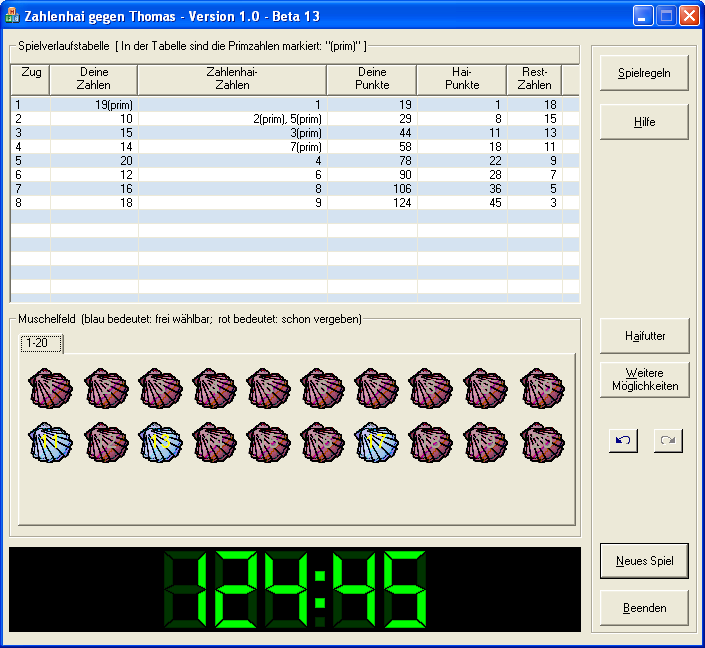 Zahlenhai gegen Thomas - Version 1.0 - Beta 13
Spielverlaufstabelle [ In der Tabelle sind die Primzahlen markiert: "(prim)" ]
Zug Deine Zahlen Zahlenhai-Zahlen Deine Punkte Hai-Punkte Rest-Zahlen
1 19(prim) 1 19 1 18
2 10 2(prim), 5(prim) 29 8 15
3 15 3(prim) 44 11 13
4 14 7(prim) 58 18 11
5 20 4 78 22 9
6 12 6 90 28 7
7 16 8 106 36 5
8 18 9 124 45 3
Muschelfeld (blau bedeutet: frei wählbar; rot bedeutet: schon vergeben)
1-20
11 13 17
124:45
Spielregeln
Hilfe
Haifutter
Weitere
Möglichkeiten
Neues Spiel
Beenden